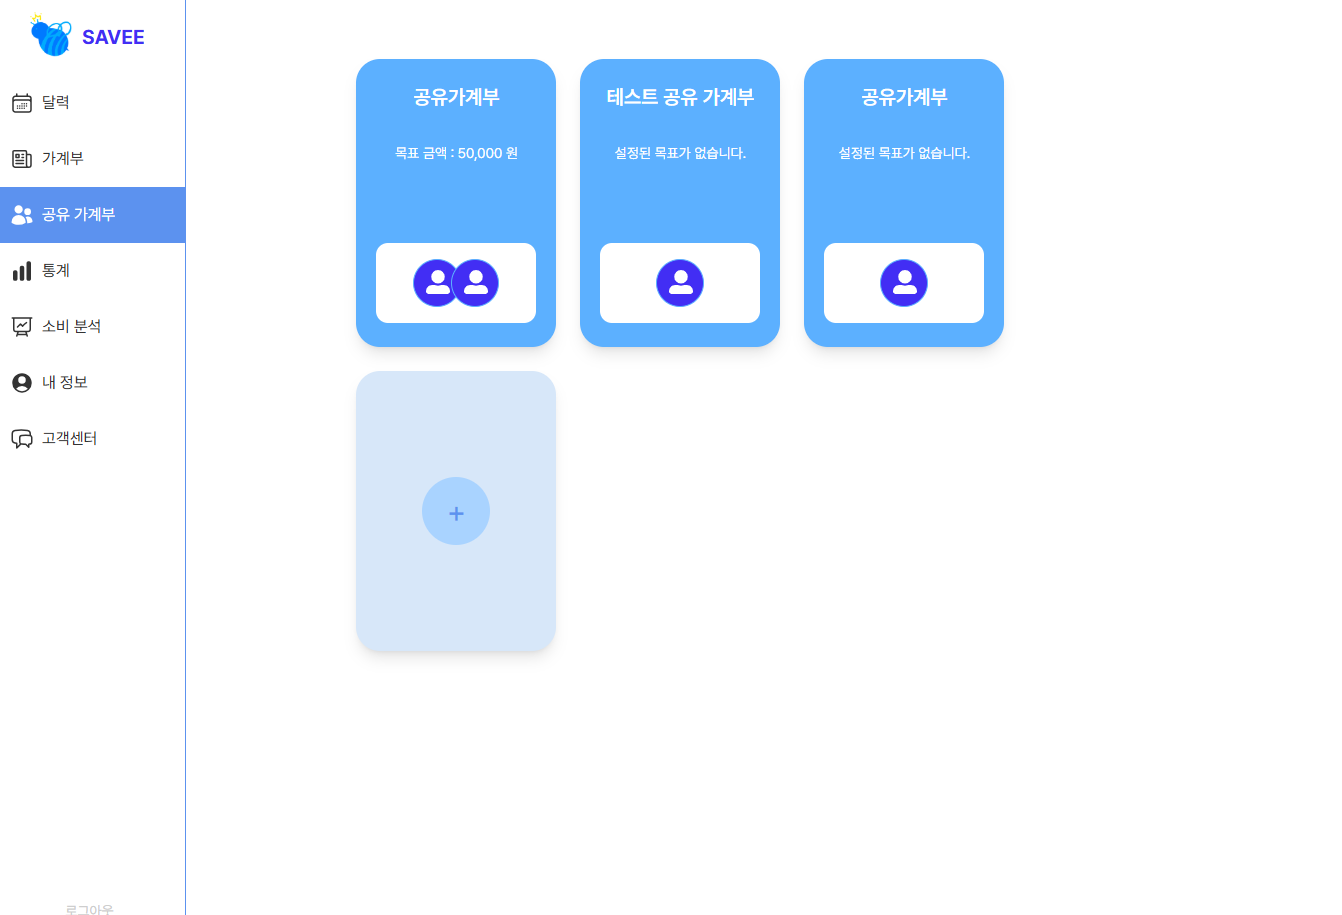 SAVEE
달력
가계부
공유 가계부
통계
소비 분석
내 정보
고객센터
로그아웃
공유가계부
목표 금액 : 50,000 원
테스트 공유 가계부
설정된 목표가 없습니다.
공유가계부
설정된 목표가 없습니다.
+